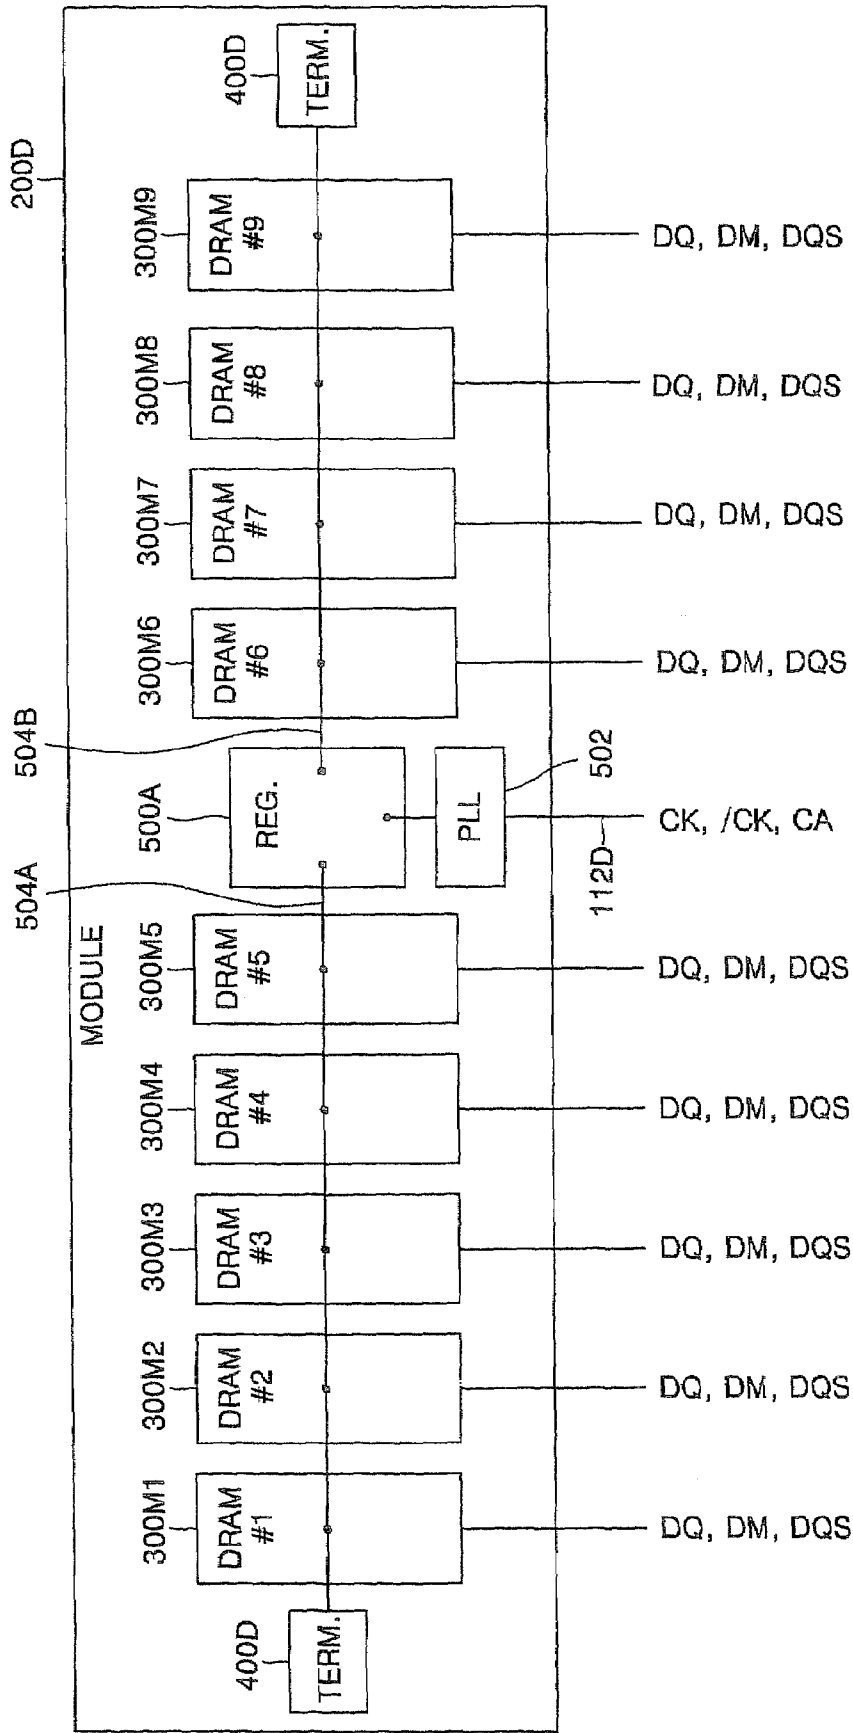 200D
MODULE
400D
TERM.
300M9
DRAM
#9
DQ, DM, DQS
300M8
DRAM
#8
DQ, DM, DQS
300M7
DRAM
#7
DQ, DM, DQS
300M6
DRAM
#6
DQ, DM, DQS
504B
500A
REG.
PLL
502
112D
CK, /CK, CA
504A
300M5
DRAM
#5
DQ, DM, DQS
300M4
DRAM
#4
DQ, DM, DQS
300M3
DRAM
#3
DQ, DM, DQS
300M2
DRAM
#2
DQ, DM, DQS
300M1
DRAM
#1
DQ, DM, DQS
400D
TERM.